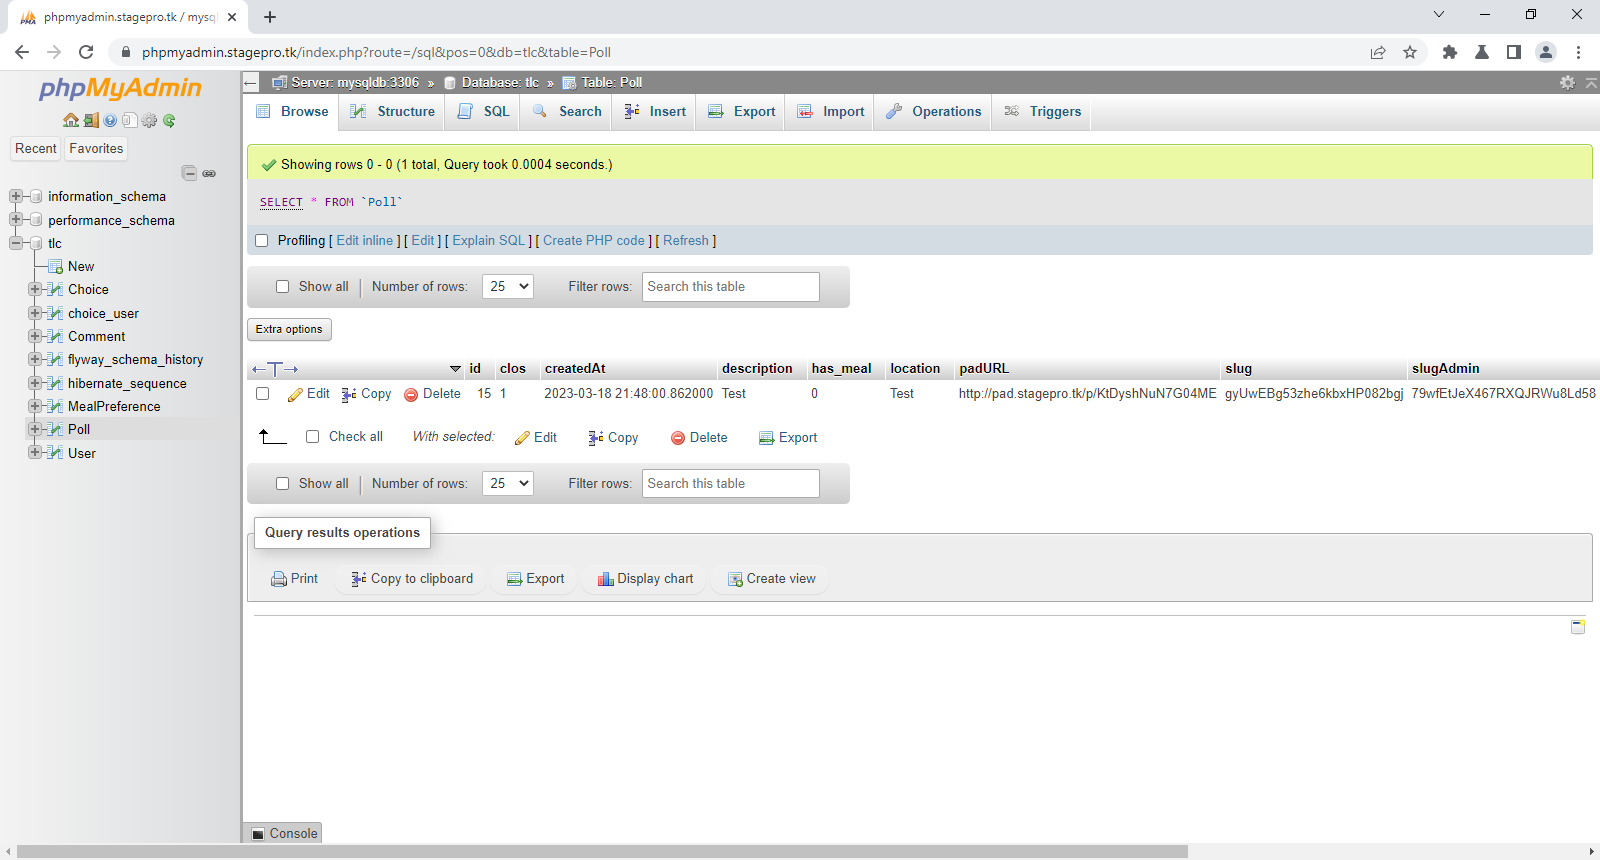 phpmyadmin.stagepro.tk / mysql
phpmyadmin.stagepro.tk/index.php?route=/sql&pos=0&db=tlc&table=Poll
phpMyAdmin
Server: mysqldb:3306 » Database: tlc » Table: Poll
Browse Structure SQL Search Insert Export Import Operations Triggers
Recent Favorites
information_schema
performance_schema
tlc
New
Choice
choice_user
Comment
flyway_schema_history
hibernate_sequence
MealPreference
Poll
User
Showing rows 0 - 0 (1 total, Query took 0.0004 seconds.)
SELECT * FROM `Poll`
Profiling [ Edit inline ] [ Edit ] [ Explain SQL ] [ Create PHP code ] [ Refresh ]
Show all Number of rows: 25 Filter rows: Search this table
Extra options
id clos createdAt description has_meal location padURL slug slugAdmin
Edit Copy Delete 15 1 2023-03-18 21:48:00.862000 Test 0 Test http://pad.stagepro.tk/p/KtDyshNuN7G04ME gyUwEBg53zhe6kbxHP082bgj 79wfEtJeX467RXQJRWu8Ld58
Check all With selected: Edit Copy Delete Export
Show all Number of rows: 25 Filter rows: Search this table
Query results operations
Print Copy to clipboard Export Display chart Create view
Console